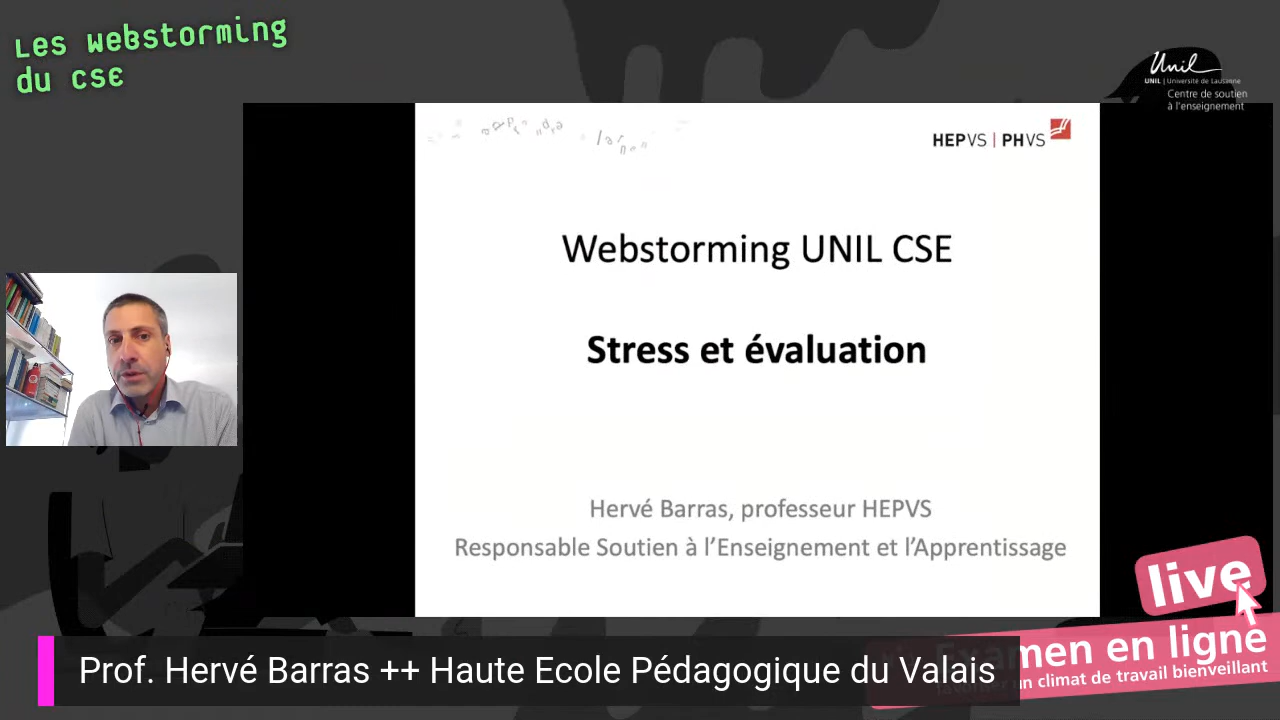 Les webstorming
du cse
Unil
UNIL | Université de Lausanne
Centre de soutien
à l'enseignement
HEPVS | PHVS
Webstorming UNIL CSE
Stress et évaluation
Hervé Barras, professeur HEPVS
Responsable Soutien à l'Enseignement et l'Apprentissage
live
Examen en ligne
favoriser un climat de travail bienveillant
Prof. Hervé Barras ++ Haute Ecole Pédagogique du Valais